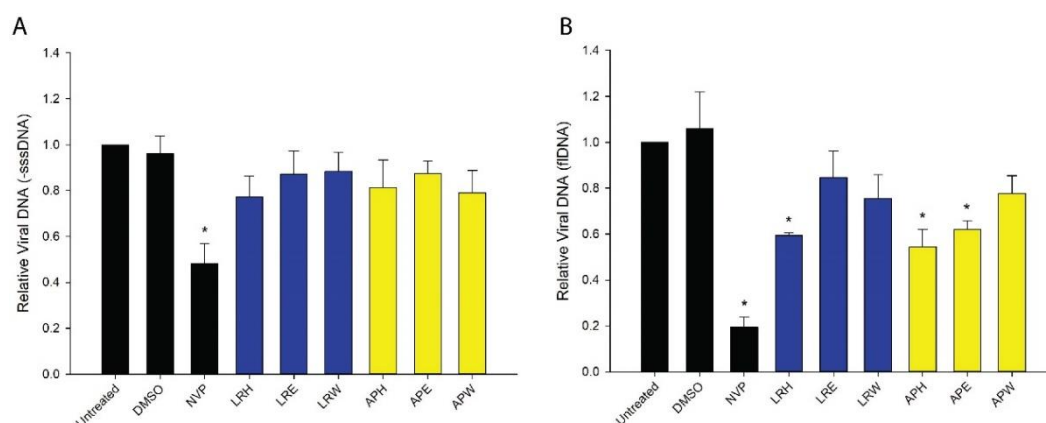 A
Relative Viral DNA (-sssDNA)
1.4
1.2
1.0
0.8
0.6
0.4
0.2
0.0
*
Untreated
DMSO
NVP
LRH
LRE
LRW
APH
APE
APW
B
Relative Viral DNA (flDNA)
1.4
1.2
1.0
0.8
0.6
0.4
0.2
0.0
*
*
*
*
Untreated
DMSO
NVP
LRH
LRE
LRW
APH
APE
APW